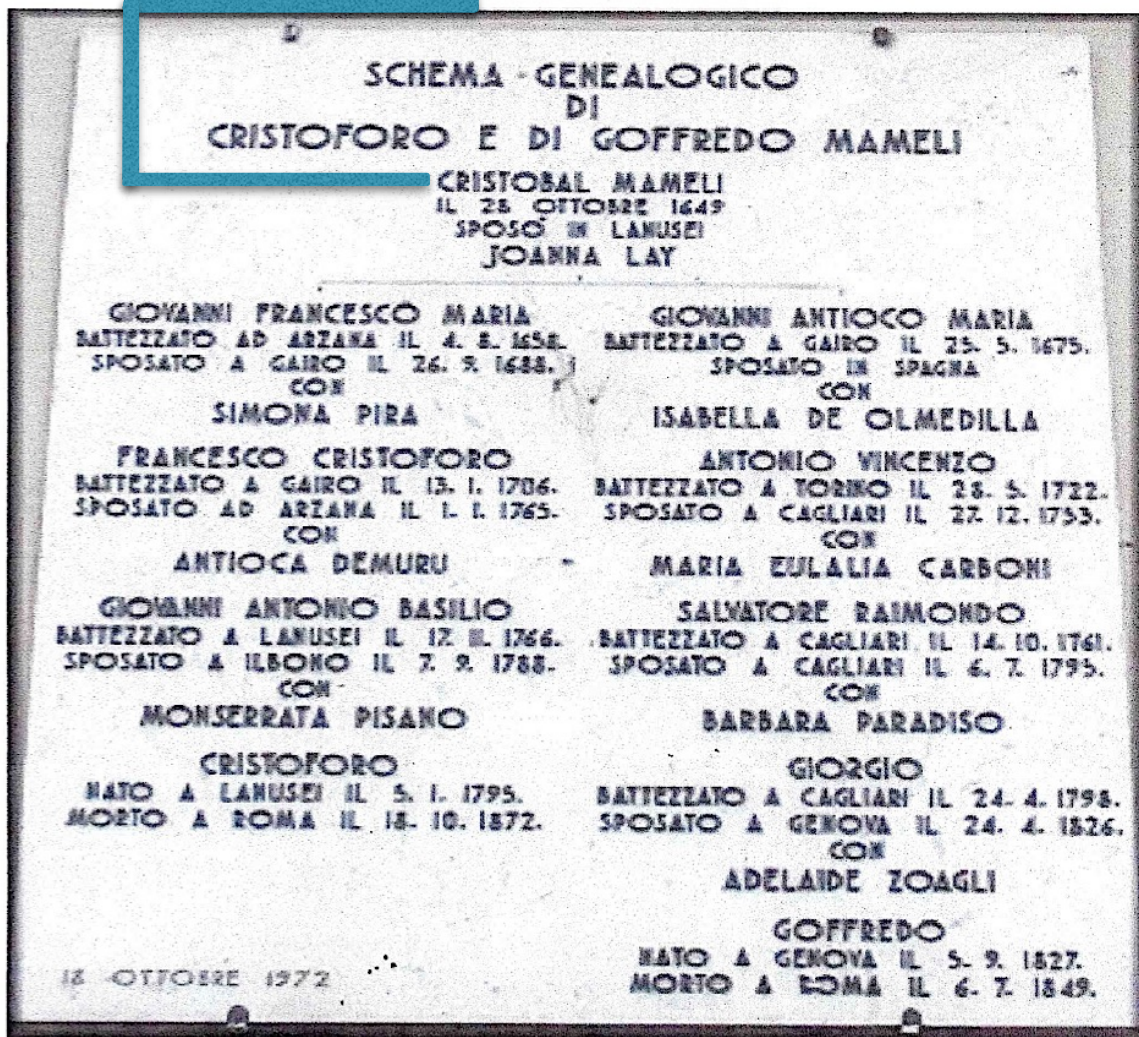 SCHEMA - GENEALOGICO
DI
CRISTOFORO E DI GOFFREDO MAMELI
CRISTOBAL MAMELI
IL 28 OTTOBRE 1649
SPOSO IN LANUSEI
JOANNA LAY
GIOVANNI FRANCESCO MARIA
BATTEZZATO AD ARZANA IL 4. 8. 1658.
SPOSATO A GAIRO IL 26. 9. 1688.
CON
SIMONA PIRA
FRANCESCO CRISTOFORO
BATTEZZATO A GAIRO IL 13. 1. 1706.
SPOSATO AD ARZANA IL 1. 1. 1765.
CON
ANTIOCA DEMURU
GIOVANNI ANTONIO BASILIO
BATTEZZATO A LANUSEI IL 17. II. 1766.
SPOSATO A ILBONO IL 7. 9. 1788.
CON
MONSERRATA PISANO
CRISTOFORO
NATO A LANUSEI IL 5. 1. 1795.
MORTO A ROMA IL 18. 10. 1872.
18 OTTOBRE 1972
GIOVANNI ANTIOCO MARIA
BATTEZZATO A GAIRO IL 25. 5. 1675.
SPOSATO IN SPAGNA
CON
ISABELLA DE OLMEDILLA
ANTONIO VINCENZO
BATTEZZATO A TORINO IL 28. 5. 1722.
SPOSATO A CAGLIARI IL 27. 12. 1753.
CON
MARIA EULALIA CARBONI
SALVATORE RAIMONDO
BATTEZZATO A CAGLIARI IL 14. 10. 1761.
SPOSATO A CAGLIARI IL 6. 7. 1795.
CON
BARBARA PARADISO
GIORGIO
BATTEZZATO A CAGLIARI IL 24. 4. 1798.
SPOSATO A GENOVA IL 24. 4. 1826.
CON
ADELAIDE ZOAGLI
GOFFREDO
NATO A GENOVA IL 5. 9. 1827.
MORTO A ROMA IL 6. 7. 1849.